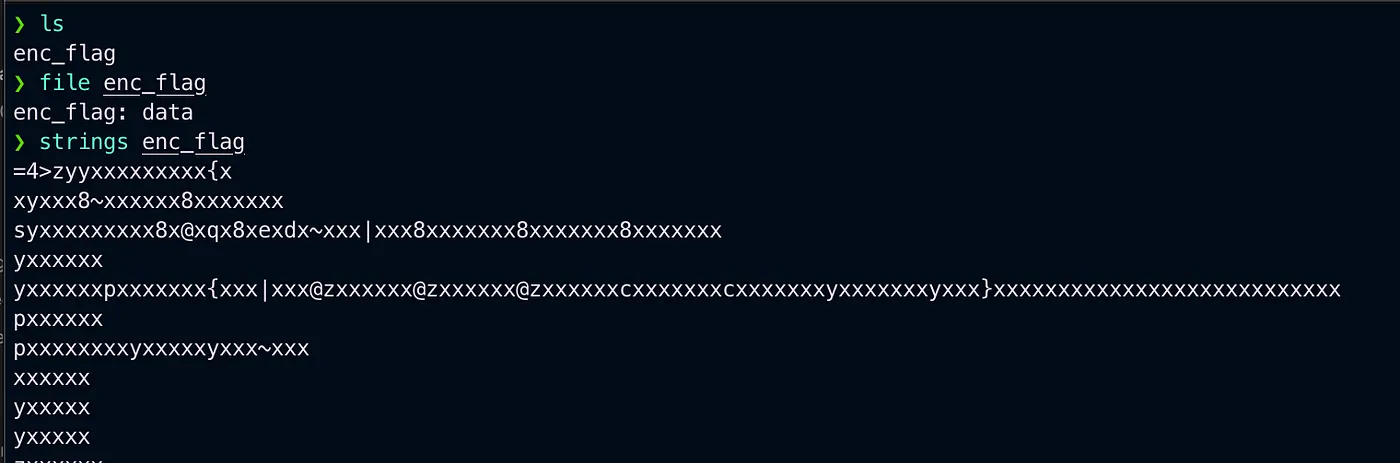 ❯ ls
enc_flag
❯ file enc_flag
enc_flag: data
❯ strings enc_flag
=4>zyyxxxxxxxxx{x
xyxxx8~xxxxxx8xxxxxxx
syxxxxxxxxx8x@xqx8xexdx~xxx|xxx8xxxxxxx8xxxxxxx8xxxxxxx
yxxxxxx
yxxxxxxpxxxxxxx{xxx|xxx@zxxxxxx@zxxxxxx@zxxxxxxcxxxxxxxcxxxxxxxyxxxxxxxyxxx}xxxxxxxxxxxxxxxxxxxxxxxxxxx
pxxxxxx
pxxxxxxxxyxxxxxyxxx~xxx
xxxxxx
yxxxxx
yxxxxx